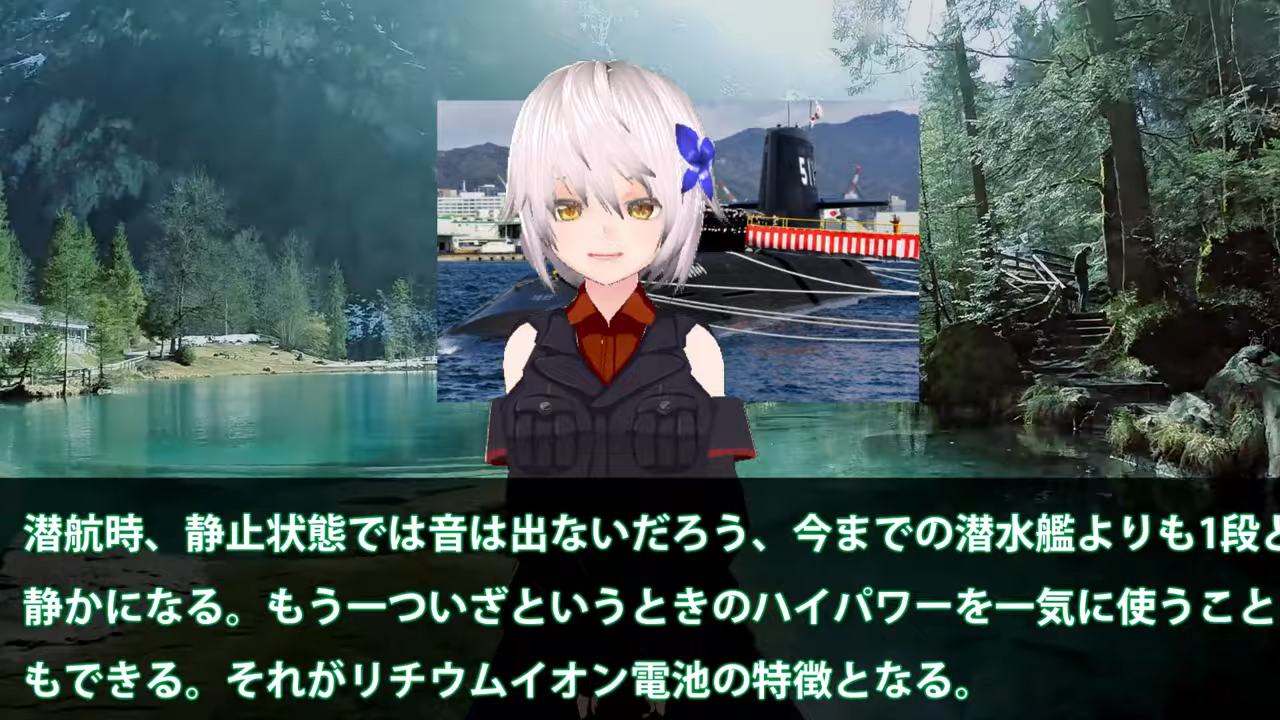 51
潜航時、静止状態では音は出ないだろう、今までの潜水艦よりも1段と
静かになる。もう一ついざというときのハイパワーを一気に使うこと
もできる。それがリチウムイオン電池の特徴となる。